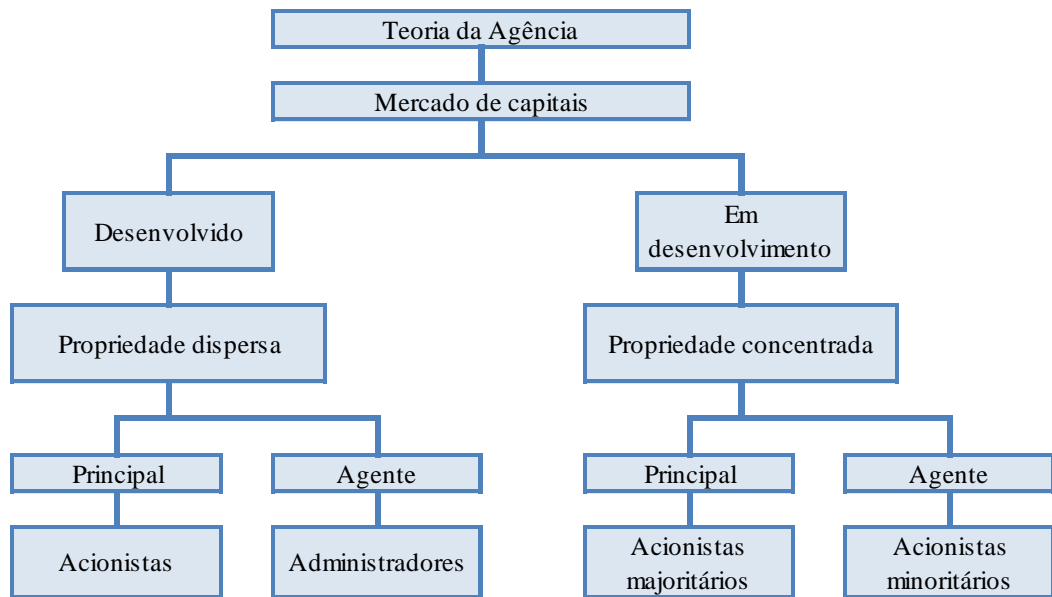 Teoria da Agência
Mercado de capitais
Desenvolvido
Em
desenvolvimento
Propriedade dispersa
Propriedade concentrada
Principal
Agente
Principal
Agente
Acionistas
Administradores
Acionistas
majoritários
Acionistas
minoritários